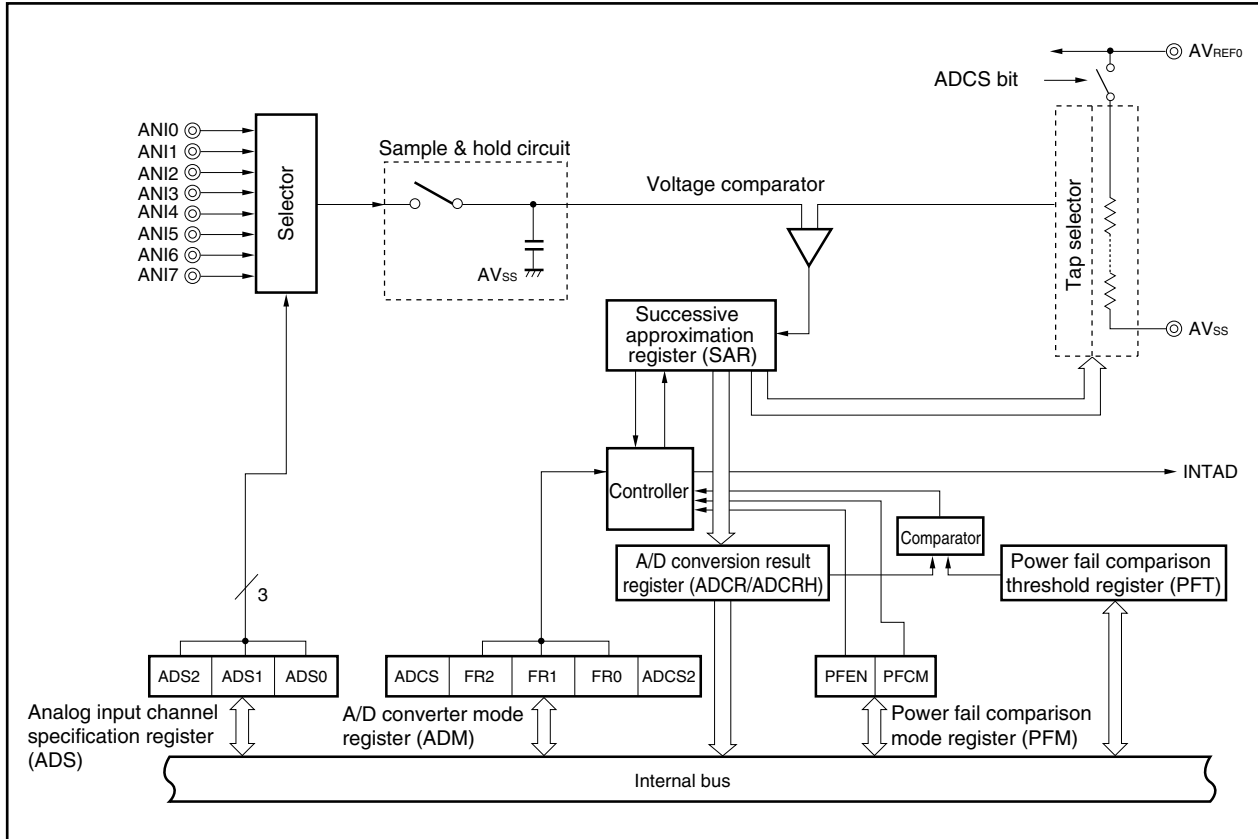 AVREF0
ADCS bit
ANI0
ANI1
ANI2
ANI3
ANI4
ANI5
ANI6
ANI7
Selector
Sample & hold circuit
AVSS
Voltage comparator
Tap selector
AVSS
Successive
approximation
register (SAR)
Controller
INTAD
Comparator
A/D conversion result
register (ADCR/ADCRH)
Power fail comparison
threshold register (PFT)
3
ADS2 ADS1 ADS0
ADCS FR2 FR1 FR0 ADCS2
PFEN PFCM
Analog input channel
specification register
(ADS)
A/D converter mode
register (ADM)
Power fail comparison
mode register (PFM)
Internal bus